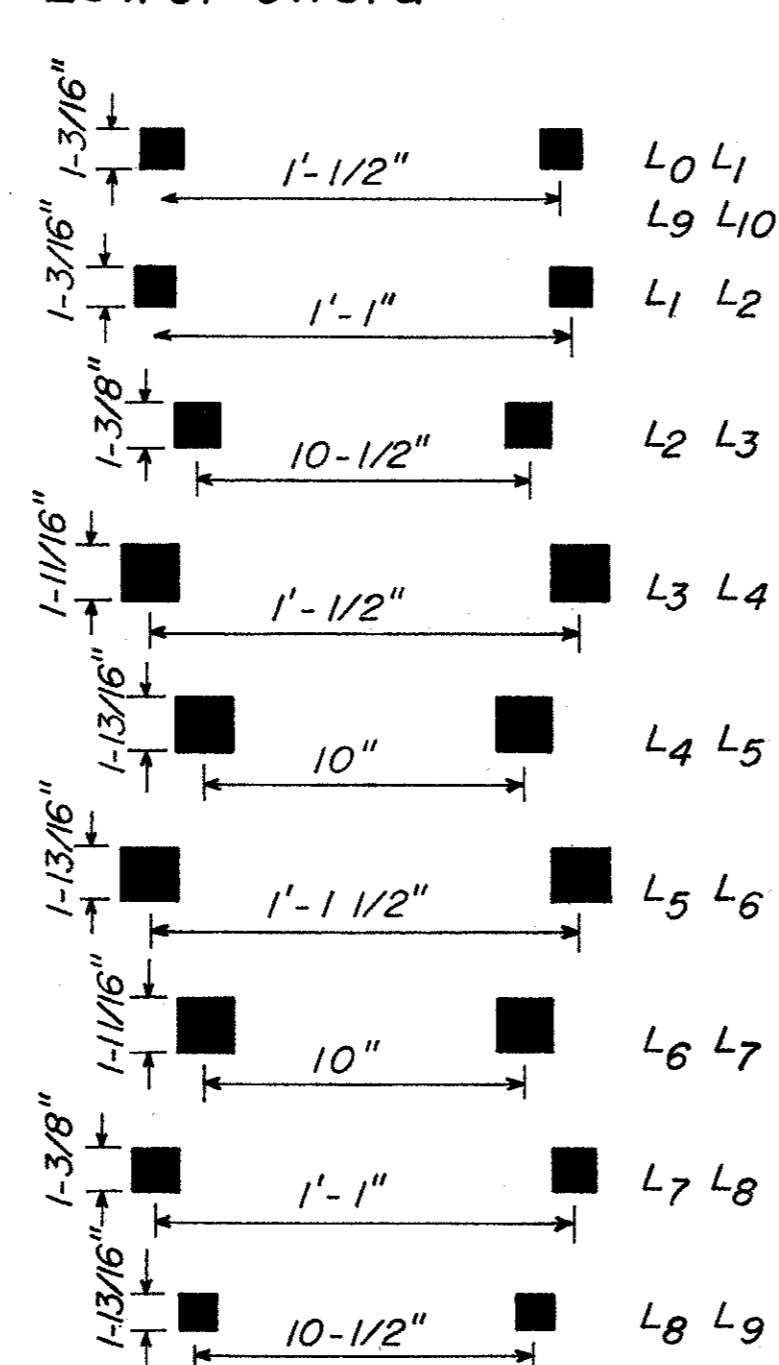 Lower Chord
1-3/16" 1'-1/2" L0 L1
L9 L10
1-3/16" 1'-1" L1 L2
1-3/8" 10-1/2" L2 L3
1-11/16" 1'-1/2" L3 L4
1-13/16" 10" L4 L5
1-13/16" 1'-1 1/2" L5 L6
1-11/16" 10" L6 L7
1-3/8" 1'-1" L7 L8
1-13/16" 10-1/2" L8 L9